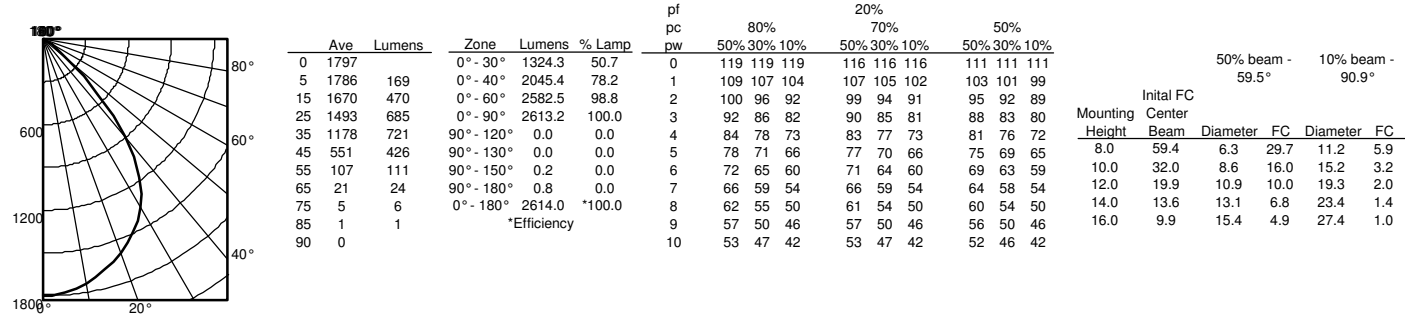 180°
80°
600
60°
1200
40°
1800
0° 20°
Ave Lumens
0 1797
5 1786 169
15 1670 470
25 1493 685
35 1178 721
45 551 426
55 107 111
65 21 24
75 5 6
85 1 1
90 0
Zone Lumens % Lamp
0° - 30° 1324.3 50.7
0° - 40° 2045.4 78.2
0° - 60° 2582.5 98.8
0° - 90° 2613.2 100.0
90° - 120° 0.0 0.0
90° - 130° 0.0 0.0
90° - 150° 0.2 0.0
90° - 180° 0.8 0.0
0° - 180° 2614.0 *100.0
*Efficiency
pf 20%
pc 80% 70% 50%
pw 50% 30% 10% 50% 30% 10% 50% 30% 10%
0 119 119 119 116 116 116 111 111 111
1 109 107 104 107 105 102 103 101 99
2 100 96 92 99 94 91 95 92 89
3 92 86 82 90 85 81 88 83 80
4 84 78 73 83 77 73 81 76 72
5 78 71 66 77 70 66 75 69 65
6 72 65 60 71 64 60 69 63 59
7 66 59 54 66 59 54 64 58 54
8 62 55 50 61 54 50 60 54 50
9 57 50 46 57 50 46 56 50 46
10 53 47 42 53 47 42 52 46 42
50% beam - 10% beam -
59.5° 90.9°
Inital FC
Mounting Center
Height Beam Diameter FC Diameter FC
8.0 59.4 6.3 29.7 11.2 5.9
10.0 32.0 8.6 16.0 15.2 3.2
12.0 19.9 10.9 10.0 19.3 2.0
14.0 13.6 13.1 6.8 23.4 1.4
16.0 9.9 15.4 4.9 27.4 1.0